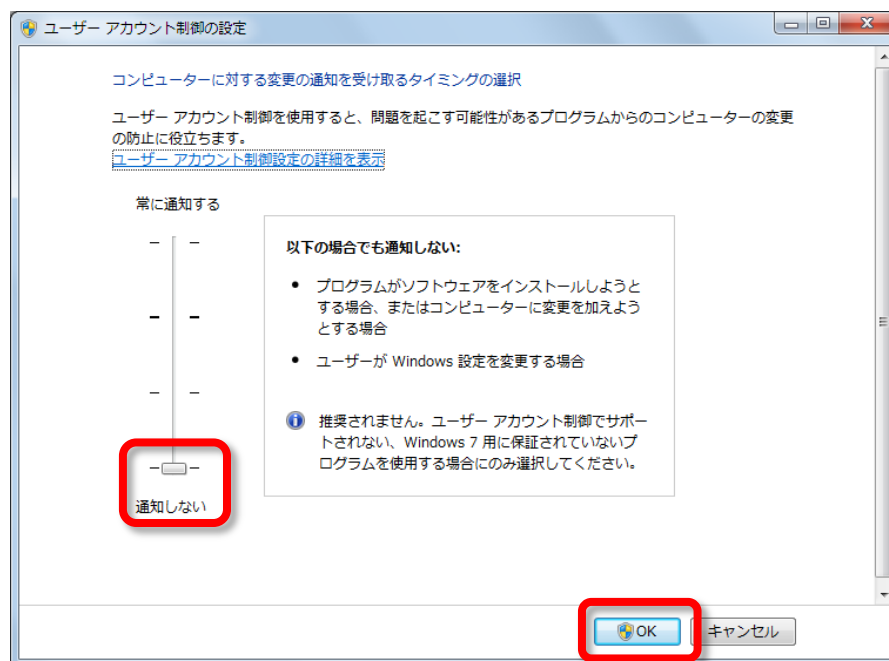 ユーザー アカウント制御の設定
コンピューターに対する変更の通知を受け取るタイミングの選択
ユーザー アカウント制御を使用すると、問題を起こす可能性があるプログラムからのコンピューターの変更
の防止に役立ちます。
ユーザー アカウント制御設定の詳細を表示
常に通知する
以下の場合でも通知しない:
• プログラムがソフトウェアをインストールしようと
する場合、またはコンピューターに変更を加えよう
とする場合
• ユーザーが Windows 設定を変更する場合
推奨されません。ユーザー アカウント制御でサポー
トされない、Windows 7 用に保証されていないプ
ログラムを使用する場合にのみ選択してください。
通知しない
OK
キャンセル